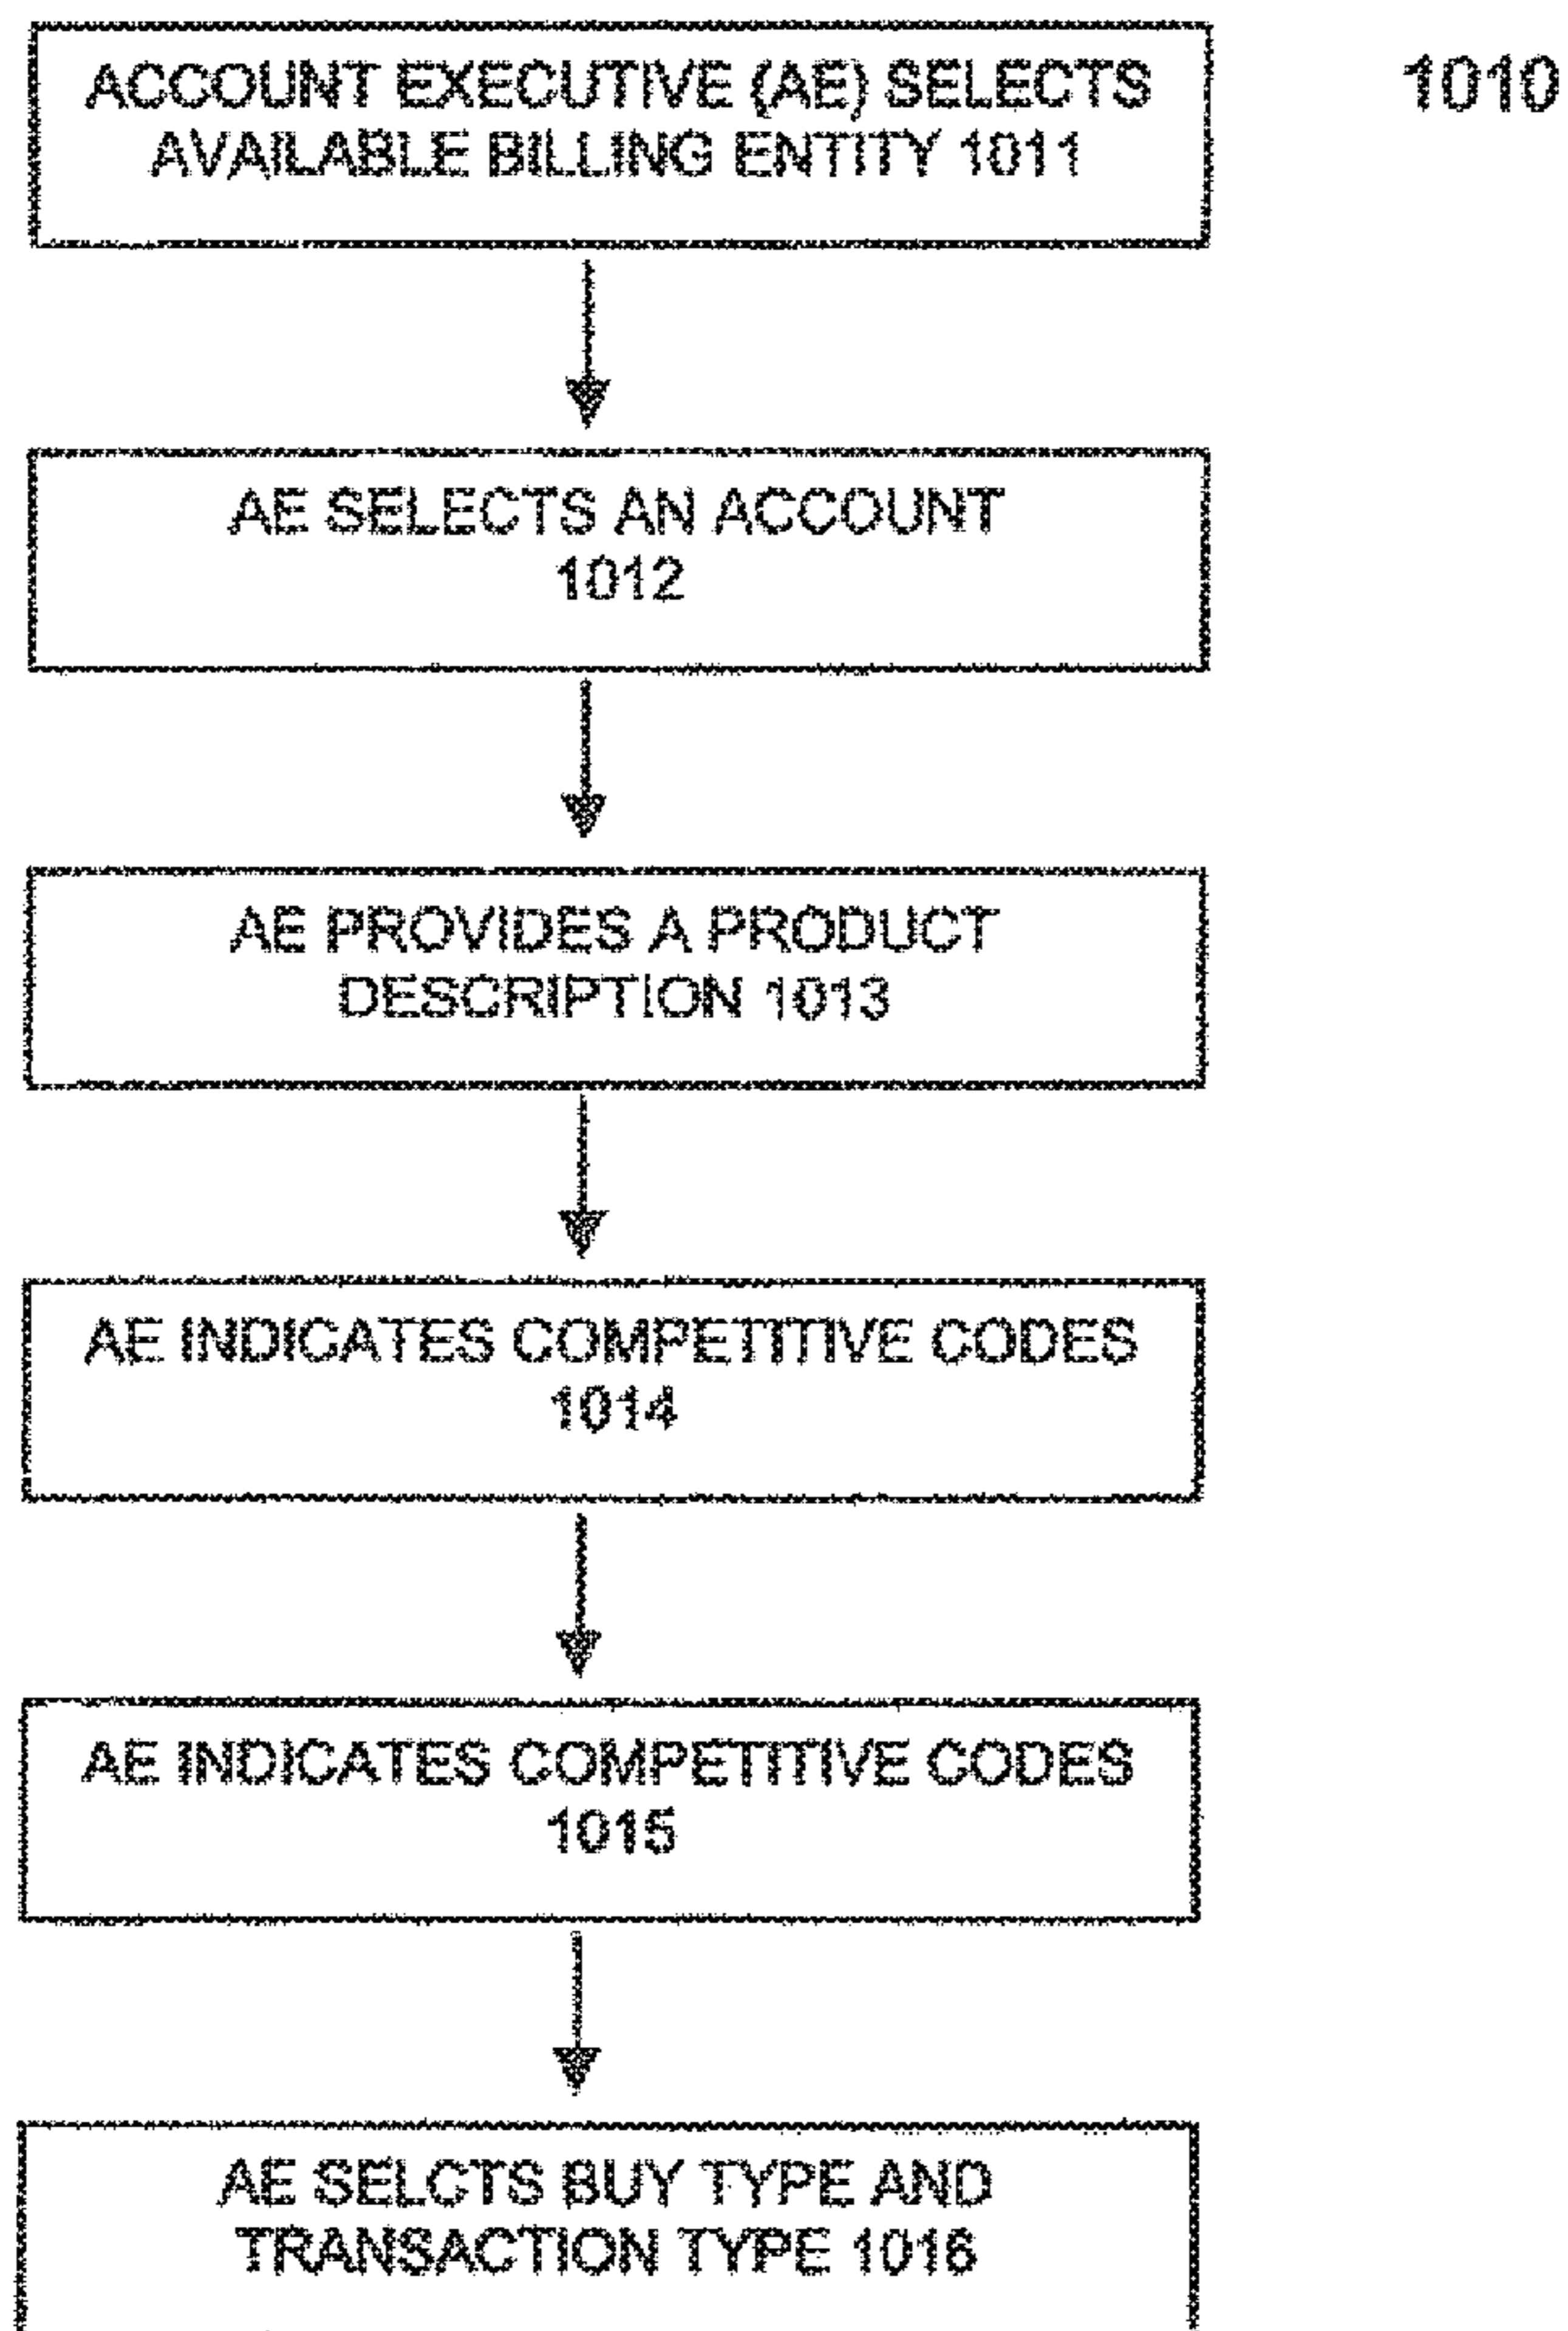 ACCOUNT EXECUTIVE (AE) SELECTS
AVAILABLE BILLING ENTITY 1011
1010
AE SELECTS AN ACCOUNT
1012
AE PROVIDES A PRODUCT
DESCRIPTION 1013
AE INDICATES COMPETITIVE CODES
1014
AE INDICATES COMPETITIVE CODES
1015
AE SELCTS BUY TYPE AND
TRANSACTION TYPE 1016